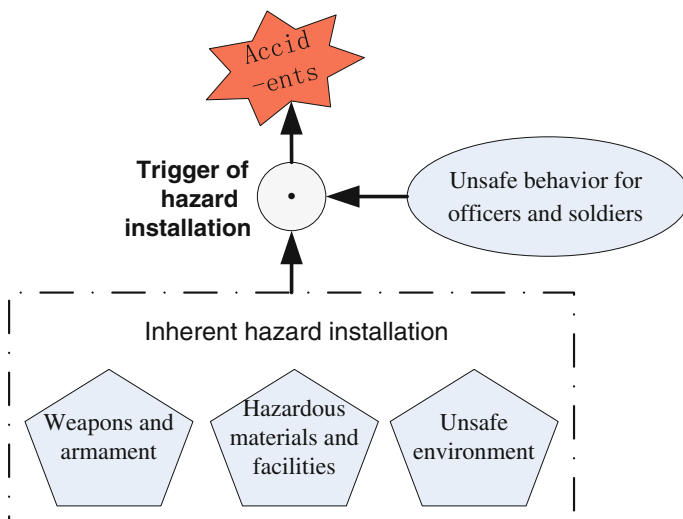 Accid
-ents
Trigger of
hazard
installation
Unsafe behavior for
officers and soldiers
Inherent hazard installation
Weapons and
armament
Hazardous
materials and
facilities
Unsafe
environment